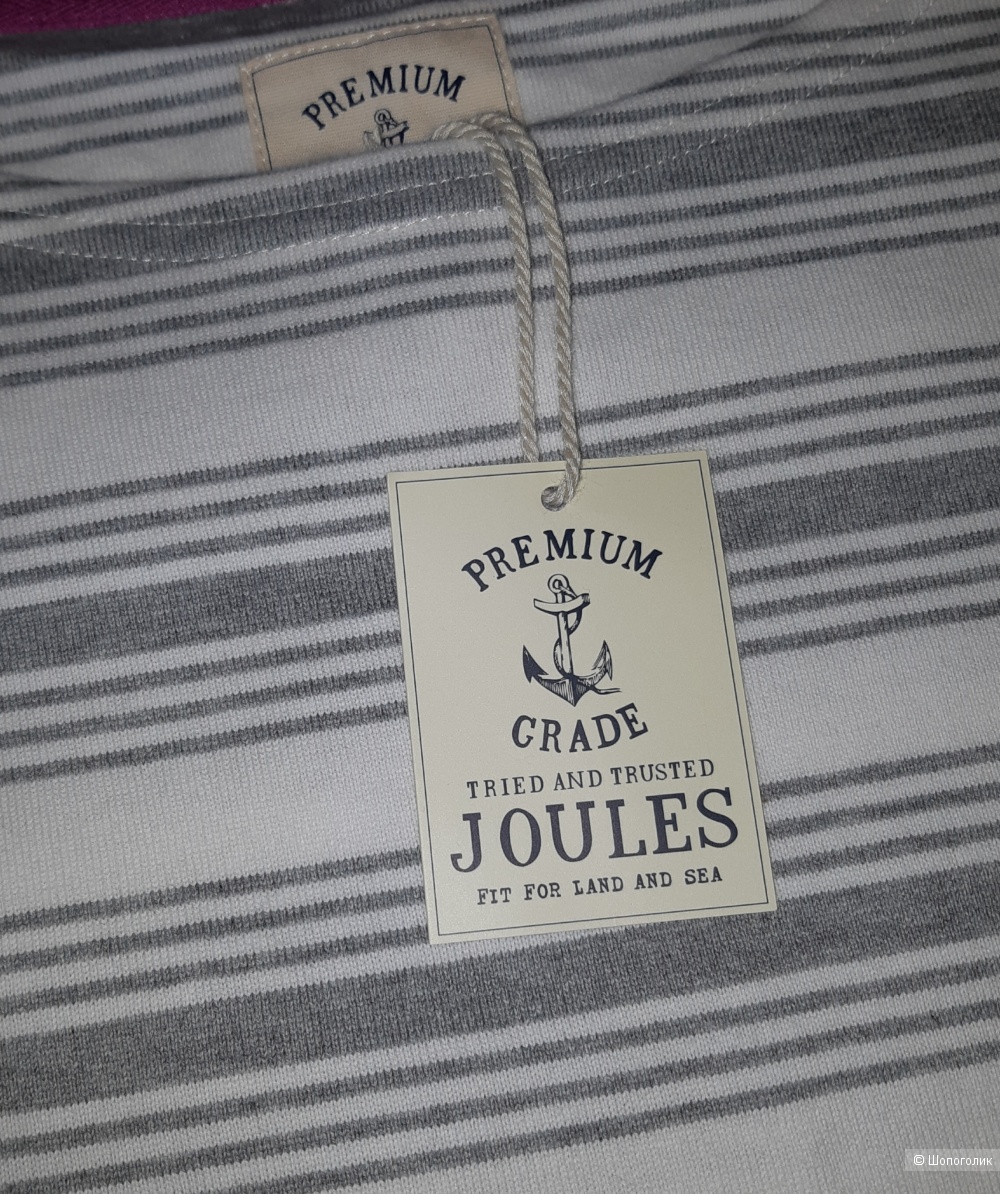 PREMIUM
PREMIUM
GRADE
TRIED AND TRUSTED
JOULES
FIT FOR LAND AND SEA
© Шопоголик